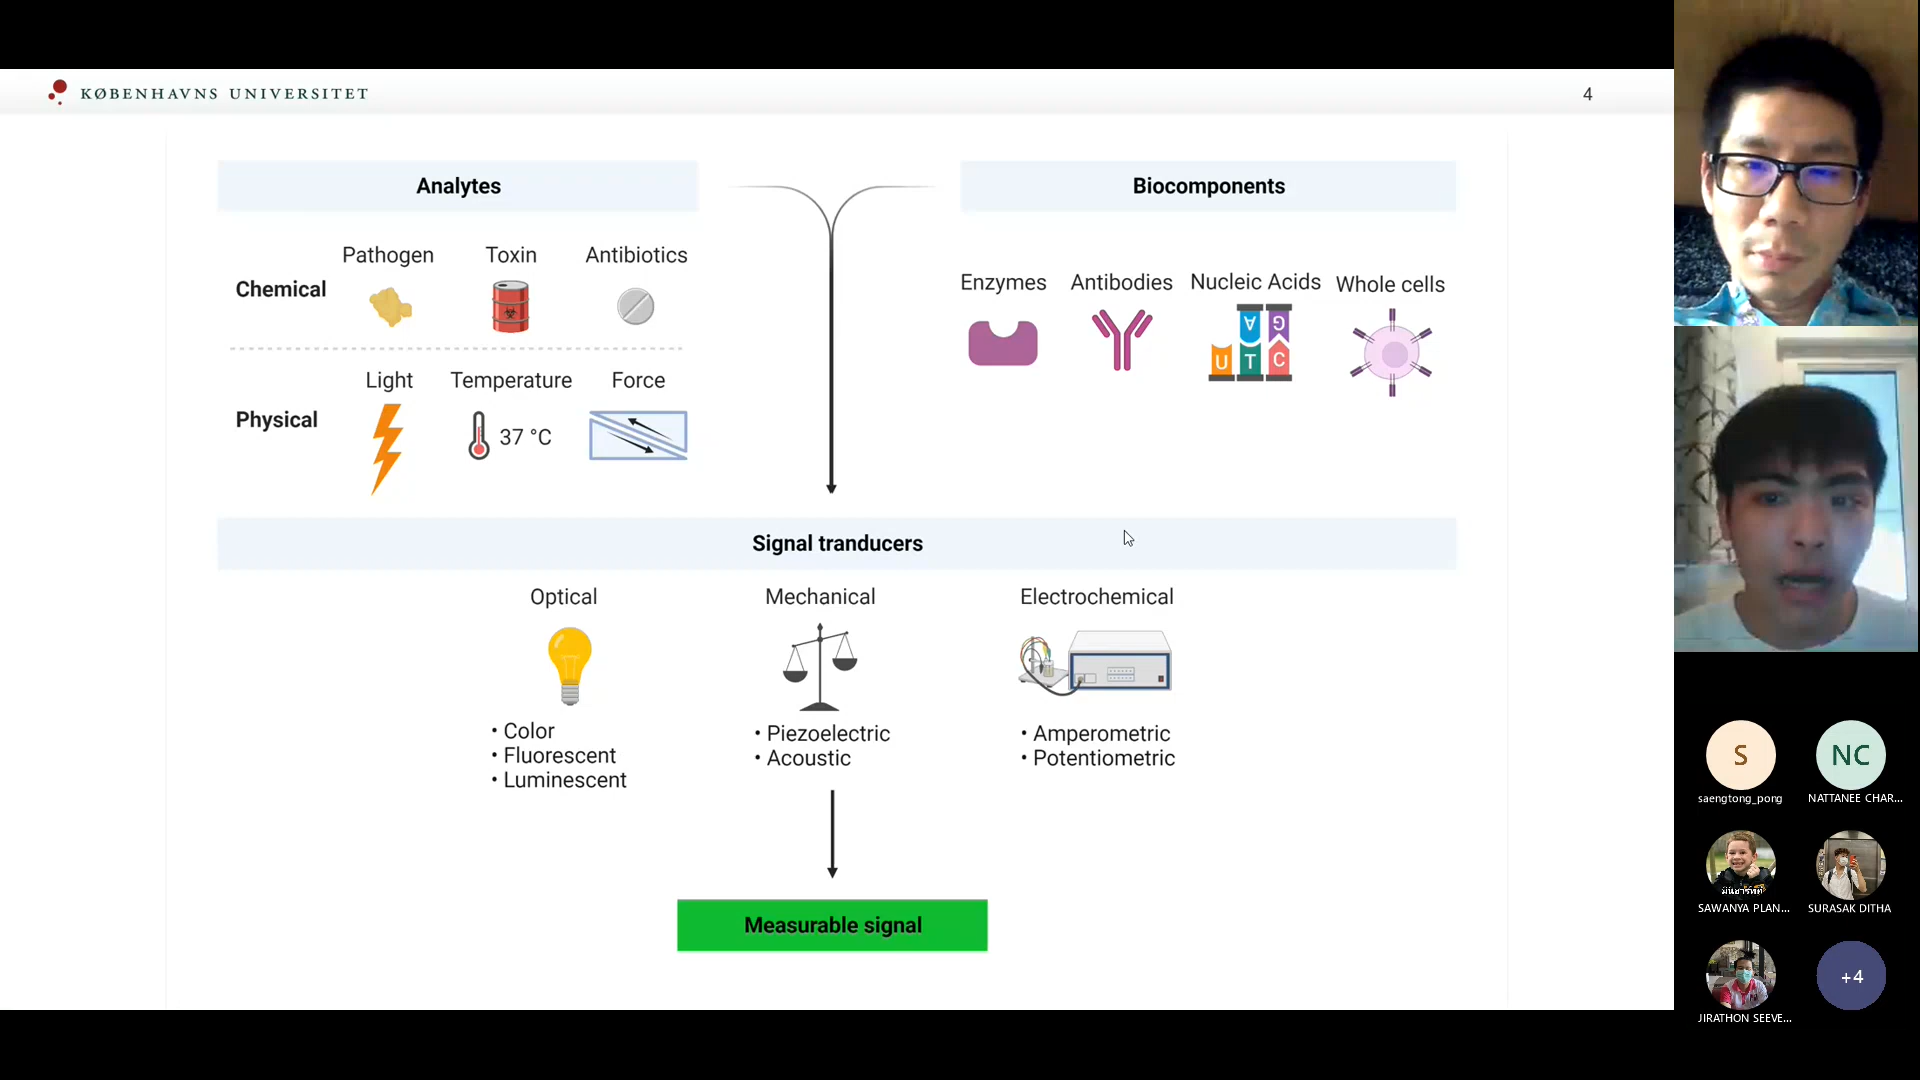 KØBENHAVNS UNIVERSITET
4
Analytes
Biocomponents
Chemical
Pathogen
Toxin
Antibiotics
Physical
Light
Temperature
Force
37 °C
Enzymes
Antibodies
Nucleic Acids
Whole cells
A G
U T C
Signal tranducers
Optical
• Color
• Fluorescent
• Luminescent
Mechanical
• Piezoelectric
• Acoustic
Electrochemical
• Amperometric
• Potentiometric
Measurable signal
S
saengtong_pong
NC
NATTANEE CHAR...
SAWANYA PLAN...
SURASAK DITHA
JIRATHON SEEVE...
+4